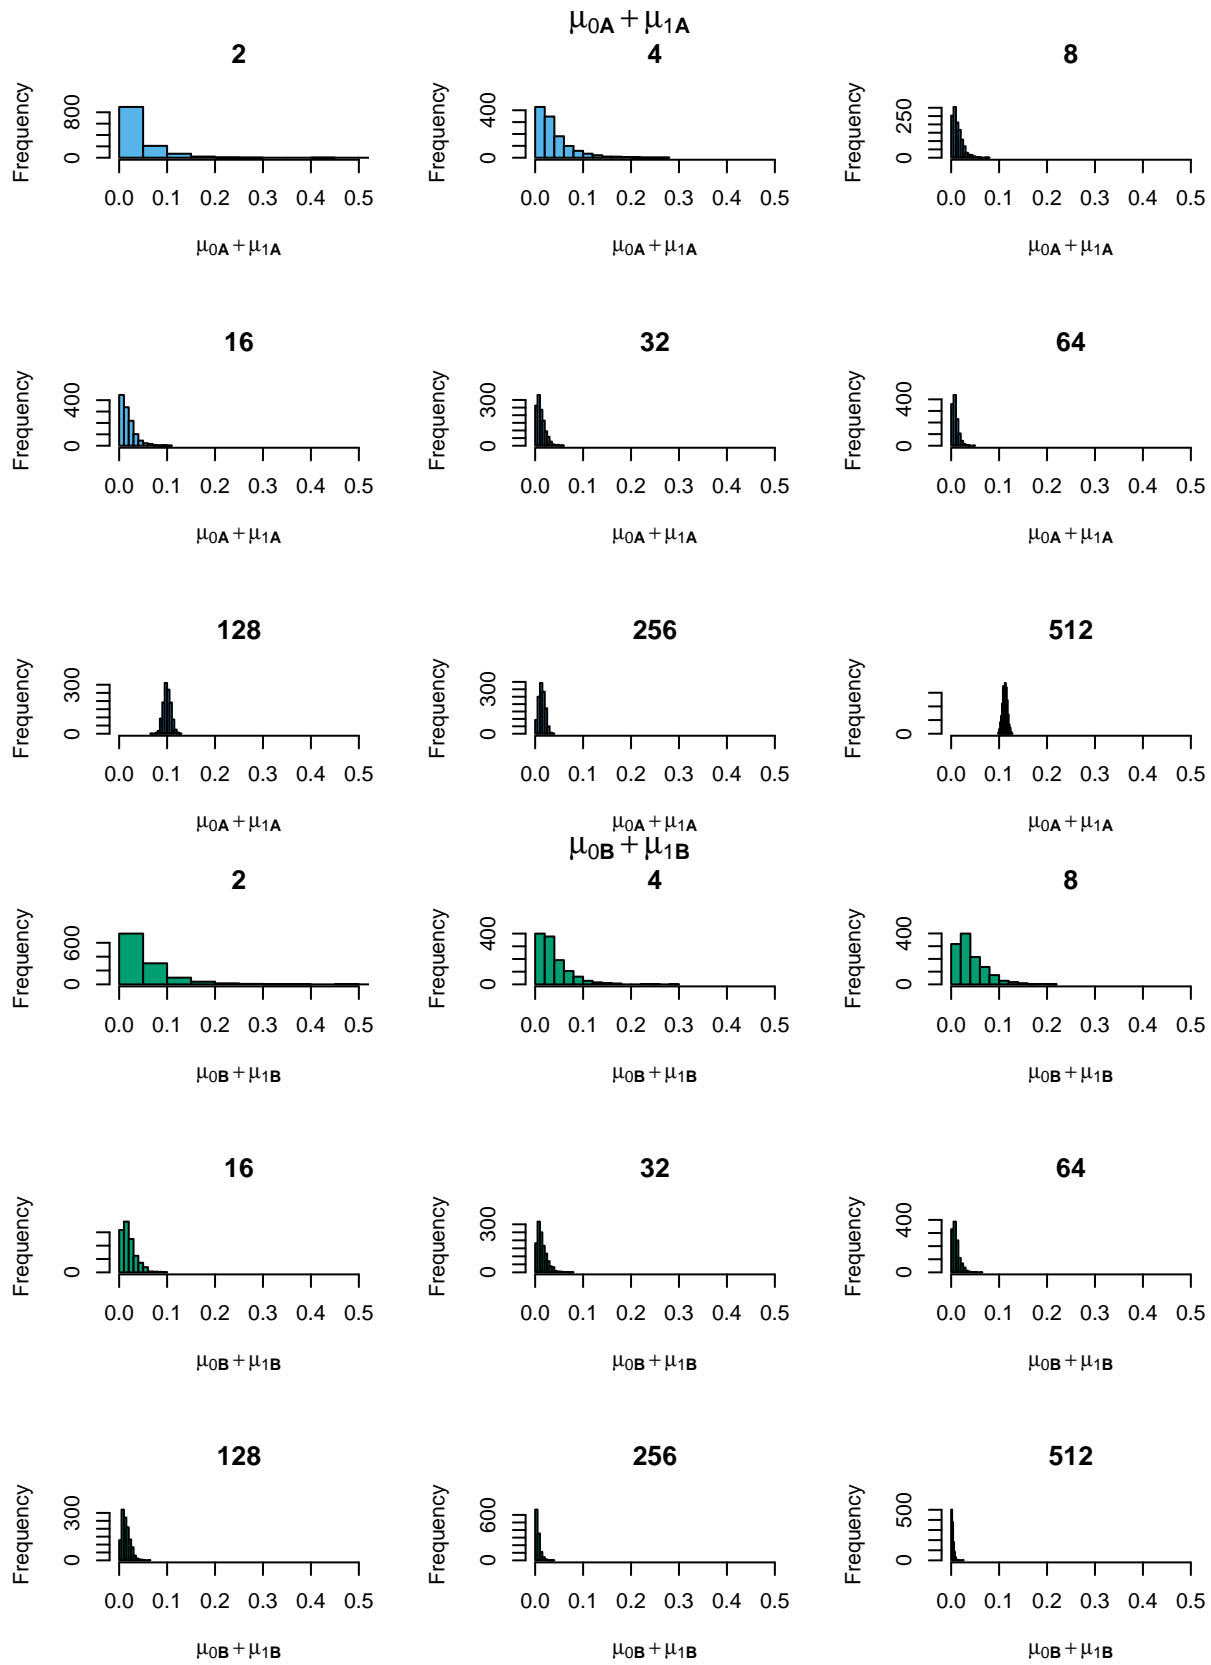 μ0A + μ1A
2 4 8
Frequency Frequency Frequency
0 800 0 400 0 250
0.0 0.1 0.2 0.3 0.4 0.5 0.0 0.1 0.2 0.3 0.4 0.5 0.0 0.1 0.2 0.3 0.4 0.5
μ0A + μ1A μ0A + μ1A μ0A + μ1A
16 32 64
Frequency Frequency Frequency
0 400 0 300 0 400
0.0 0.1 0.2 0.3 0.4 0.5 0.0 0.1 0.2 0.3 0.4 0.5 0.0 0.1 0.2 0.3 0.4 0.5
μ0A + μ1A μ0A + μ1A μ0A + μ1A
128 256 512
Frequency Frequency Frequency
0 300 0 300 0
0.0 0.1 0.2 0.3 0.4 0.5 0.0 0.1 0.2 0.3 0.4 0.5 0.0 0.1 0.2 0.3 0.4 0.5
μ0A + μ1A μ0A + μ1A μ0A + μ1A
μ0B + μ1B
2 4 8
Frequency Frequency Frequency
0 600 0 400 0 400
0.0 0.1 0.2 0.3 0.4 0.5 0.0 0.1 0.2 0.3 0.4 0.5 0.0 0.1 0.2 0.3 0.4 0.5
μ0B + μ1B μ0B + μ1B μ0B + μ1B
16 32 64
Frequency Frequency Frequency
0 0 300 0 400
0.0 0.1 0.2 0.3 0.4 0.5 0.0 0.1 0.2 0.3 0.4 0.5 0.0 0.1 0.2 0.3 0.4 0.5
μ0B + μ1B μ0B + μ1B μ0B + μ1B
128 256 512
Frequency Frequency Frequency
0 300 0 600 0 500
0.0 0.1 0.2 0.3 0.4 0.5 0.0 0.1 0.2 0.3 0.4 0.5 0.0 0.1 0.2 0.3 0.4 0.5
μ0B + μ1B μ0B + μ1B μ0B + μ1B